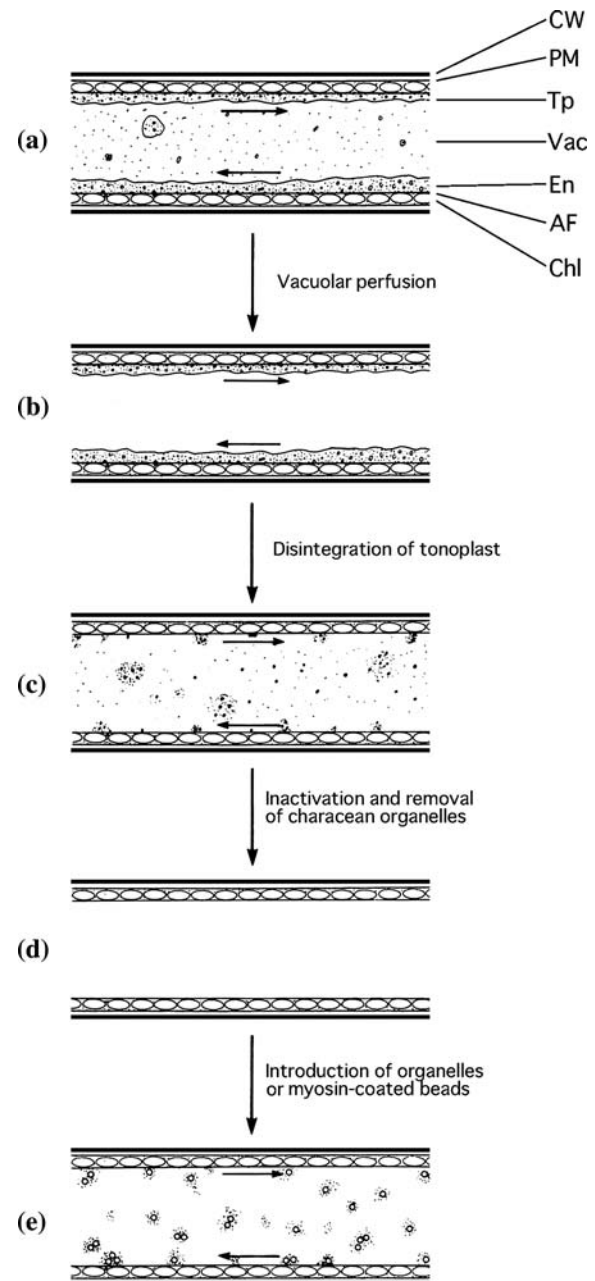 CW
PM
Tp
(a)
Vac
En
AF
Chl
Vacuolar perfusion
(b)
Disintegration of tonoplast
(c)
Inactivation and removal
of characean organelles
(d)
Introduction of organelles
or myosin-coated beads
(e)